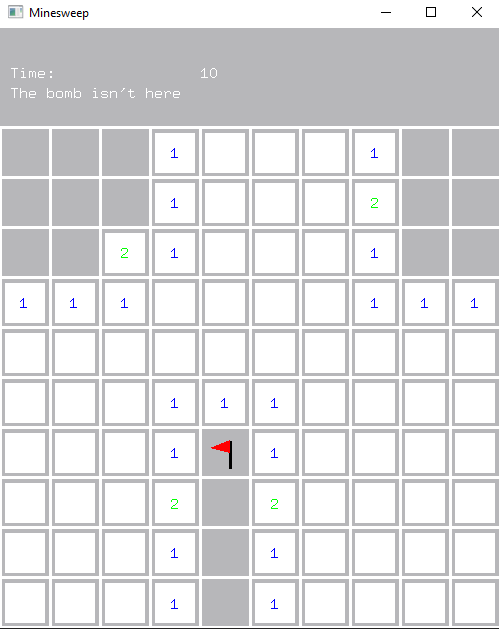 Minesweep
Time: 10
The bomb isn't here
1 1
1 2
2 1 1
1 1 1 1 1 1
1 1 1
1 1
2 2
1 1
1 1